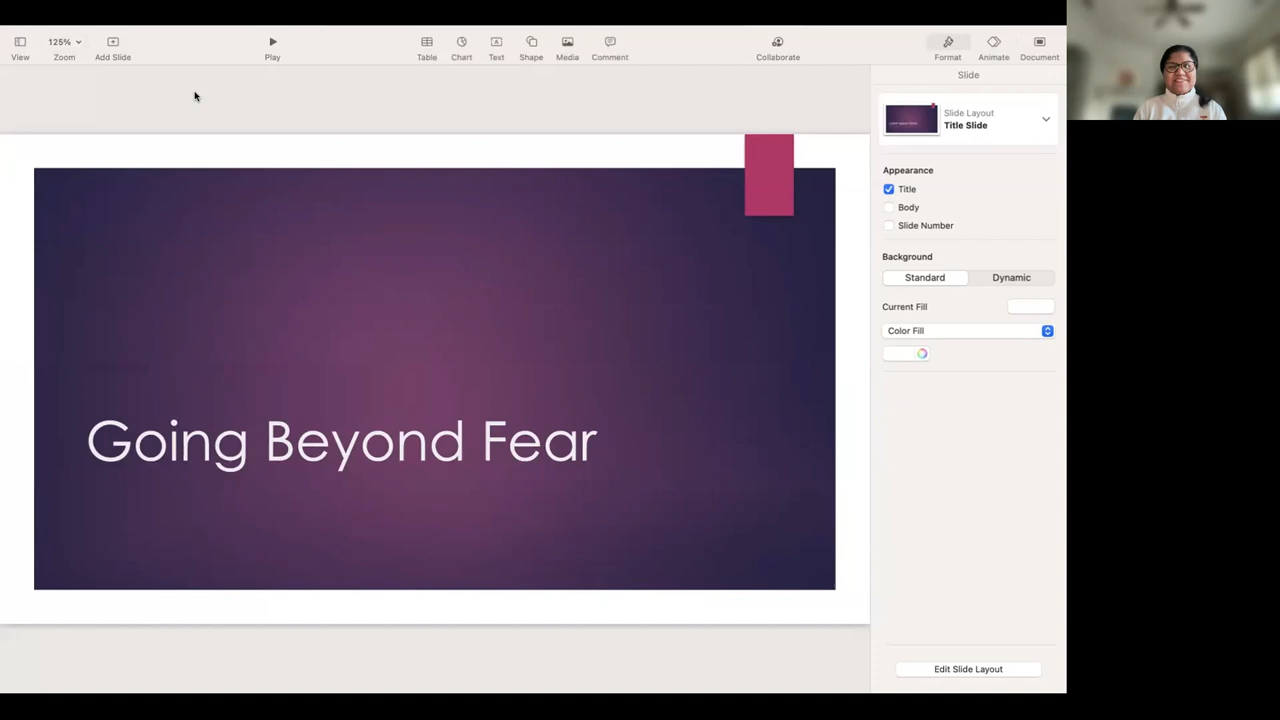 125%
View
Zoom
Add Slide
Play
Table
Chart
Text
Shape
Media
Comment
Collaborate
Format
Animate
Document
Slide
Slide Layout
Title Slide
Appearance
Title
Body
Slide Number
Background
Standard
Dynamic
Current Fill
Color Fill
Edit Slide Layout
Going Beyond Fear